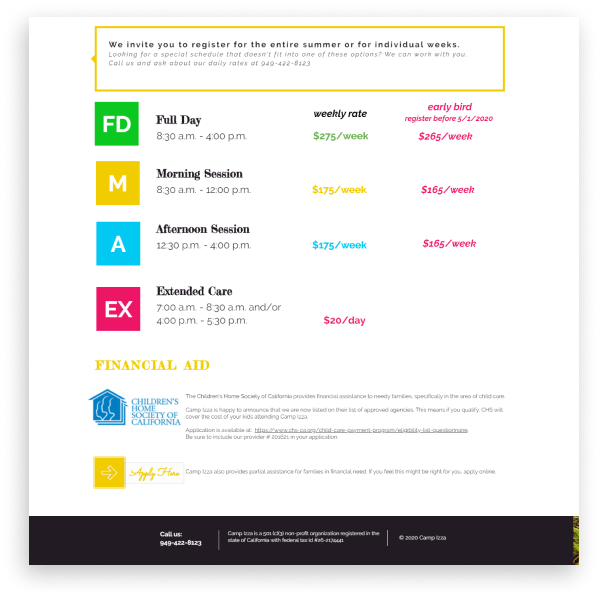 We invite you to register for the entire summer or for individual weeks.
Looking for a special schedule that doesn't fit into one of these options? We can work with you.
Call us and ask about our daily rates at 949-422-8123
weekly rate
early bird
register before 5/1/2020
FD
Full Day
8:30 a.m. - 4:00 p.m.
$275/week
$265/week
M
Morning Session
8:30 a.m. - 12:00 p.m.
$175/week
$165/week
A
Afternoon Session
12:30 p.m. - 4:00 p.m.
$175/week
$165/week
EX
Extended Care
7:00 a.m. - 8:30 a.m. and/or
4:00 p.m. - 5:30 p.m.
$20/day
FINANCIAL AID
CHILDREN'S
HOME
SOCIETY OF
CALIFORNIA
The Children's Home Society of California provides financial assistance to needy families, specifically in the area of child care.
Camp Izza is happy to announce that we are now listed on their list of approved agencies. This means if you qualify, CHS will
cover the cost of your kids attending Camp Izza.
Application is available at: https://www.chs-ca.org/child-care-payment-program/eligibility-list-questionnaire.
Be sure to include our provider # 201621 in your application.
Apply Here
Camp Izza also provides partial assistance for families in financial need. If you feel this might be right for you, apply online.
Call us:
949-422-8123
Camp Izza is a 501 (c)(3) non-profit organization registered in the
state of California with federal tax id #26-2174441.
© 2020 Camp Izza